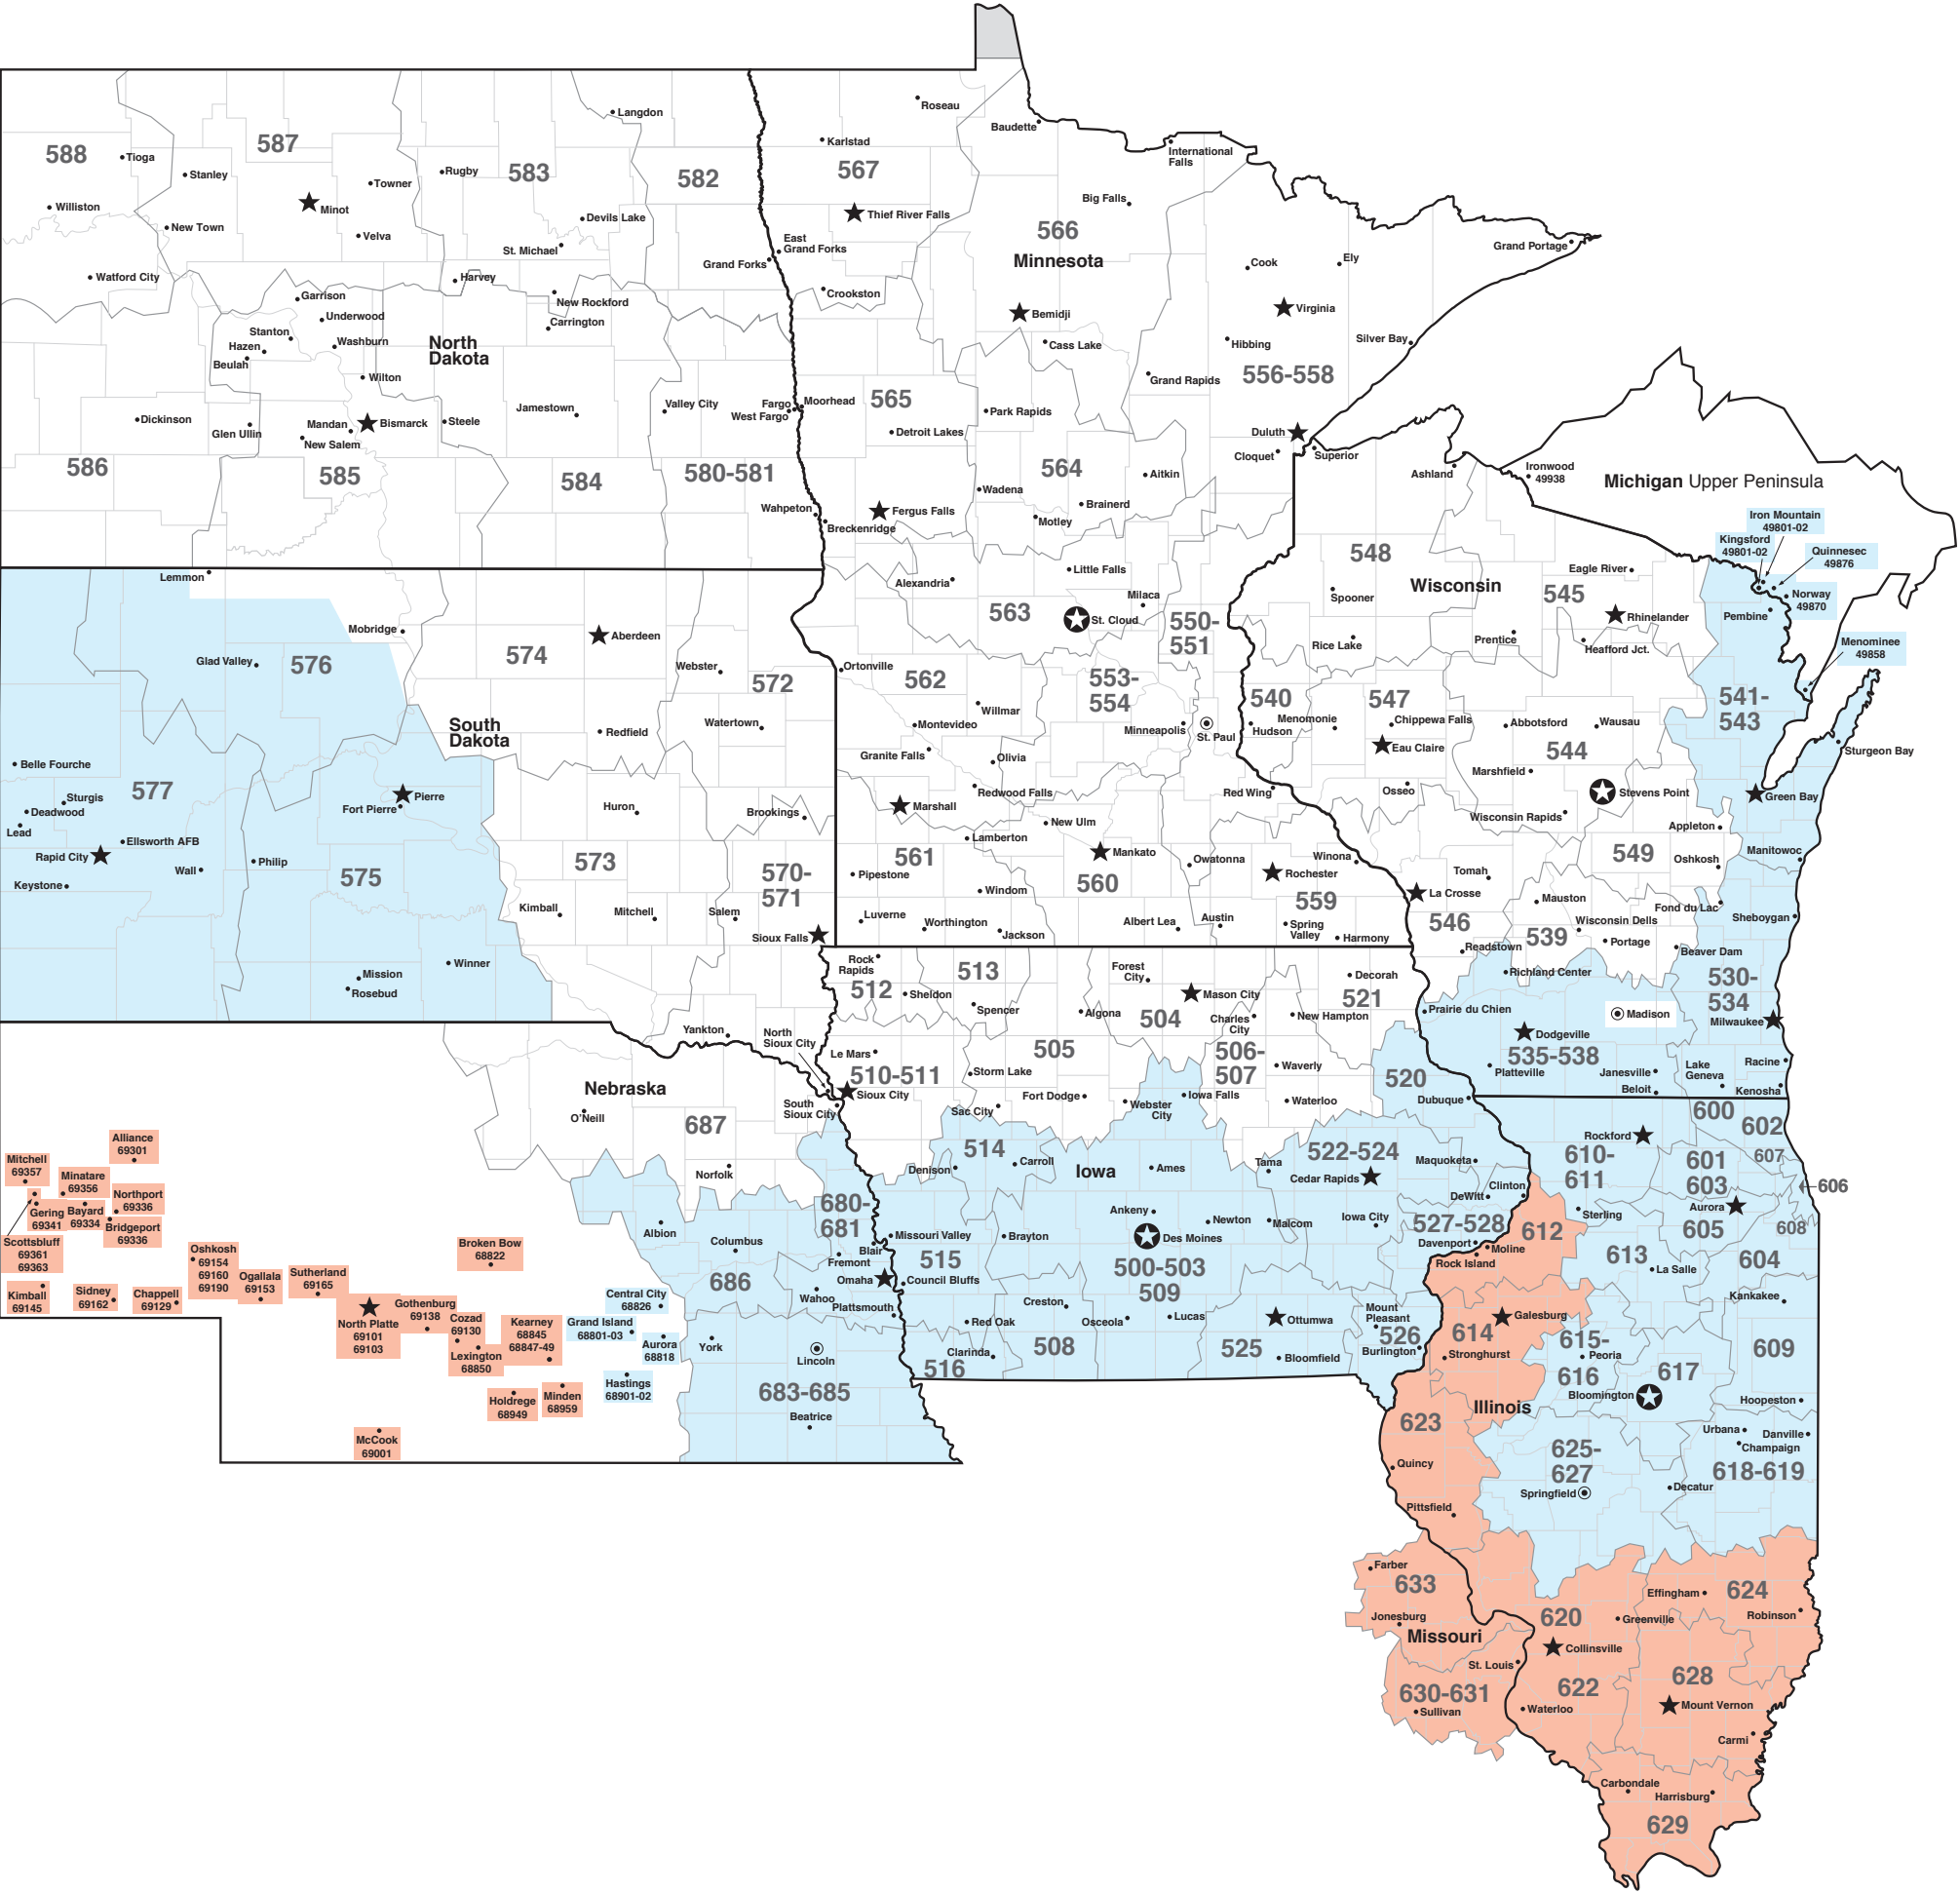 588
Tioga
Williston
Watford City
587
Stanley
New Town
Minot
Towner
Velva
Rugby
583
Langdon
Devils Lake
St. Michael
Harvey
New Rockford
Carrington
582
Grand Forks
Garrison
Underwood
Stanton
Hazen
Beulah
Washburn
Wilton
North
Dakota
Dickinson
Glen Ullin
Mandan
New Salem
Bismarck
Steele
Jamestown
Valley City
Fargo
West Fargo
586
585
584
580-581
Wahpeton
Roseau
Karlstad
567
Thief River Falls
East
Grand Forks
Crookston
Baudette
International
Falls
Big Falls
566
Minnesota
Bemidji
Cass Lake
Cook
Ely
Grand Portage
Virginia
Hibbing
Silver Bay
Grand Rapids
556-558
Moorhead
565
Detroit Lakes
Park Rapids
564
Aitkin
Wadena
Brainerd
Motley
Fergus Falls
Breckenridge
Duluth
Cloquet
Superior
Alexandria
Little Falls
Milaca
563
St. Cloud
550-
551
Ortonville
562
553-
554
Willmar
Montevideo
Minneapolis
St. Paul
Granite Falls
Olivia
Redwood Falls
Red Wing
Marshall
New Ulm
Lamberton
Mankato
561
Pipestone
560
Owatonna
Winona
Rochester
559
Windom
Luverne
Worthington
Jackson
Albert Lea
Austin
Spring
Valley
Harmony
Ashland
Ironwood
49938
Michigan Upper Peninsula
Iron Mountain
49801-02
Kingsford
49801-02
Quinnesec
49876
Norway
49870
Pembine
Menominee
49858
548
Wisconsin
Spooner
Rice Lake
Eagle River
545
Rhinelander
Prentice
Heafford Jct.
540
Hudson
Menomonie
547
Chippewa Falls
Eau Claire
Abbotsford
Wausau
544
Marshfield
Stevens Point
Osseo
Wisconsin Rapids
541-
543
Sturgeon Bay
Green Bay
Appleton
549
Oshkosh
Manitowoc
Tomah
La Crosse
546
Mauston
Wisconsin Dells
539
Portage
Fond du Lac
Sheboygan
Readstown
Beaver Dam
Richland Center
530-
534
Prairie du Chien
Madison
Milwaukee
Dodgeville
535-538
Platteville
Janesville
Beloit
Lake
Geneva
Racine
Kenosha
Lemmon
Mobridge
Glad Valley
576
574
Aberdeen
Webster
572
South
Dakota
Redfield
Watertown
Belle Fourche
577
Sturgis
Deadwood
Lead
Ellsworth AFB
Rapid City
Wall
Keystone
Philip
Fort Pierre
Pierre
575
Huron
Brookings
573
570-
571
Kimball
Mitchell
Salem
Sioux Falls
Mission
Rosebud
Winner
Yankton
North
Sioux City
South
Sioux City
Nebraska
O'Neill
687
Norfolk
Alliance
69301
Mitchell
69357
Minatare
69356
Northport
69336
Gering
69341
Bayard
69334
Bridgeport
69336
Scottsbluff
69361
69363
Kimball
69145
Sidney
69162
Chappell
69129
Oshkosh
69154
69160
69190
Ogallala
69153
Sutherland
69165
North Platte
69101
69103
Gothenburg
69138
Cozad
69130
Lexington
68850
Broken Bow
68822
Kearney
68845
68847-49
Holdrege
68949
Minden
68959
McCook
69001
Central City
68826
Grand Island
68801-03
Aurora
68818
Hastings
68901-02
Albion
Columbus
686
York
680-
681
Blair
Fremont
Omaha
Wahoo
Plattsmouth
Lincoln
683-685
Beatrice
Rock
Rapids
512
Sheldon
513
Spencer
Forest
City
Algona
Mason City
504
Charles
City
Decorah
521
New Hampton
Le Mars
510-511
Sioux City
505
Storm Lake
Sac City
Fort Dodge
Webster
City
Iowa Falls
506-
507
Waverly
Waterloo
520
Dubuque
514
Denison
Carroll
Iowa
Ames
Tama
522-524
Cedar Rapids
Maquoketa
DeWitt
Clinton
Missouri Valley
515
Council Bluffs
Brayton
Ankeny
Des Moines
Newton
Malcom
Iowa City
527-528
Davenport
500-503
509
Creston
Osceola
Lucas
Ottumwa
Mount
Pleasant
526
Burlington
Red Oak
Clarinda
516
508
525
Bloomfield
600
602
Rockford
610-
611
601
603
607
606
Aurora
605
608
Sterling
612
Moline
Rock Island
613
La Salle
604
Kankakee
Galesburg
614
Stronghurst
615-
Peoria
616
617
609
Bloomington
Hoopeston
Illinois
623
Quincy
Pittsfield
625-
627
Springfield
Urbana
Danville
Champaign
618-619
Decatur
Farber
633
Jonesburg
Missouri
St. Louis
630-631
Sullivan
620
Collinsville
Greenville
Effingham
624
Robinson
622
Waterloo
628
Mount Vernon
Carmi
Carbondale
Harrisburg
629